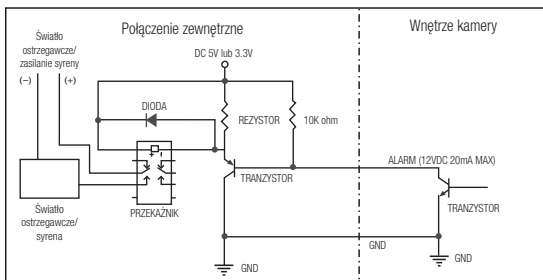 Połączenie zewnętrzne
Wnętrze kamery
Światło
ostrzegawcze/
zasilanie syreny
(−)
(+)
DC 5V lub 3.3V
DIODA
REZYSTOR
10K ohm
+
TRANZYSTOR
ALARM (12VDC 20mA MAX)
TRANZYSTOR
PRZEKAŹNIK
Światło
ostrzegawcze/
syrena
GND
GND
GND